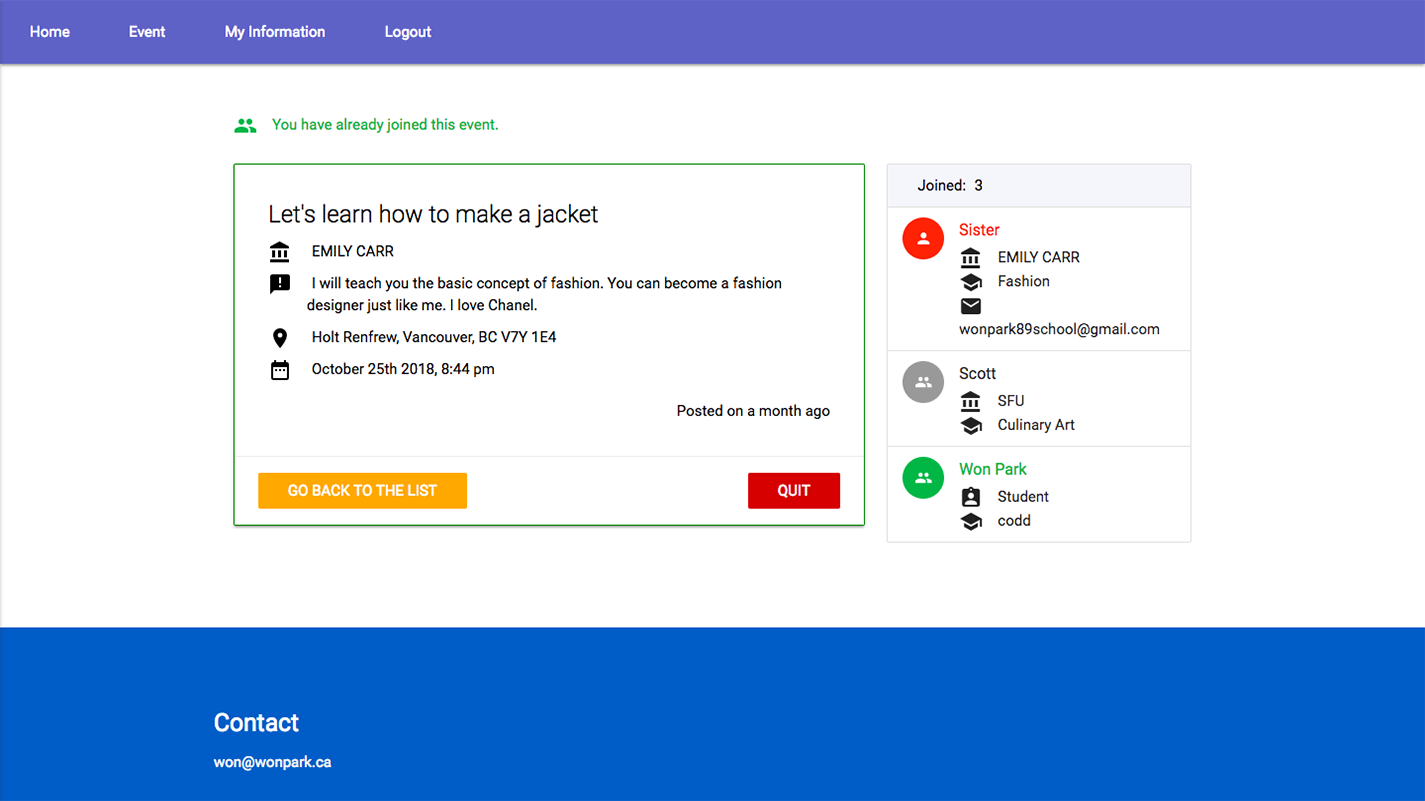 Home Event My Information Logout
You have already joined this event.
Let's learn how to make a jacket
EMILY CARR
I will teach you the basic concept of fashion. You can become a fashion
designer just like me. I love Chanel.
Holt Renfrew, Vancouver, BC V7Y 1E4
October 25th 2018, 8:44 pm
Posted on a month ago
GO BACK TO THE LIST QUIT
Joined: 3
Sister
EMILY CARR
Fashion
wonpark89school@gmail.com
Scott
SFU
Culinary Art
Won Park
Student
codd
Contact
won@wonpark.ca